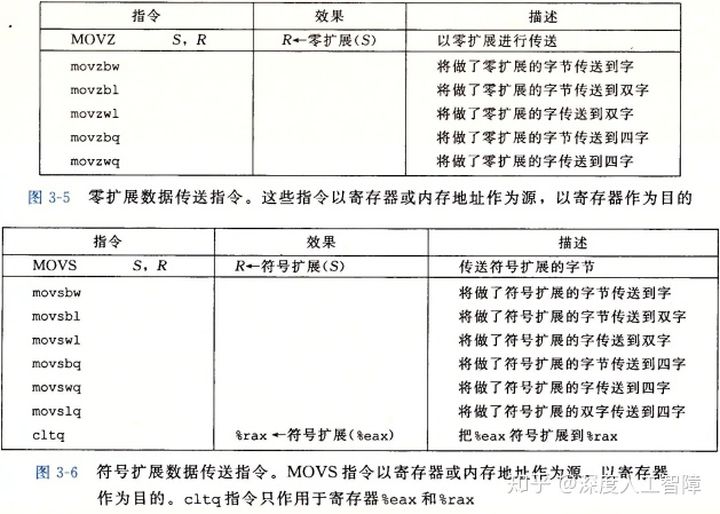 指令 效果 描述
MOVZ S, R R←零扩展(S) 以零扩展进行传送
movzbw 将做了零扩展的字节传送到字
movzbl 将做了零扩展的字节传送到双字
movzwl 将做了零扩展的字传送到双字
movzbq 将做了零扩展的字节传送到四字
movzwq 将做了零扩展的字传送到四字
图 3-5 零扩展数据传送指令。这些指令以寄存器或内存地址作为源，以寄存器作为目的
指令 效果 描述
MOVS S, R R←符号扩展(S) 传送符号扩展的字节
movsbw 将做了符号扩展的字节传送到字
movsbl 将做了符号扩展的字节传送到双字
movswl 将做了符号扩展的字传送到双字
movsbq 将做了符号扩展的字节传送到四字
movswq 将做了符号扩展的字传送到四字
movslq 将做了符号扩展的双字传送到四字
cltq %rax←符号扩展(%eax) 把%eax符号扩展到%rax
图 3-6 符号扩展数据传送指令。MOVS 指令以寄存器或内存地址作为源，以寄存器
作为目的。cltq 指令只作用于寄存器%eax 和%rax
知乎 @深度人工智障